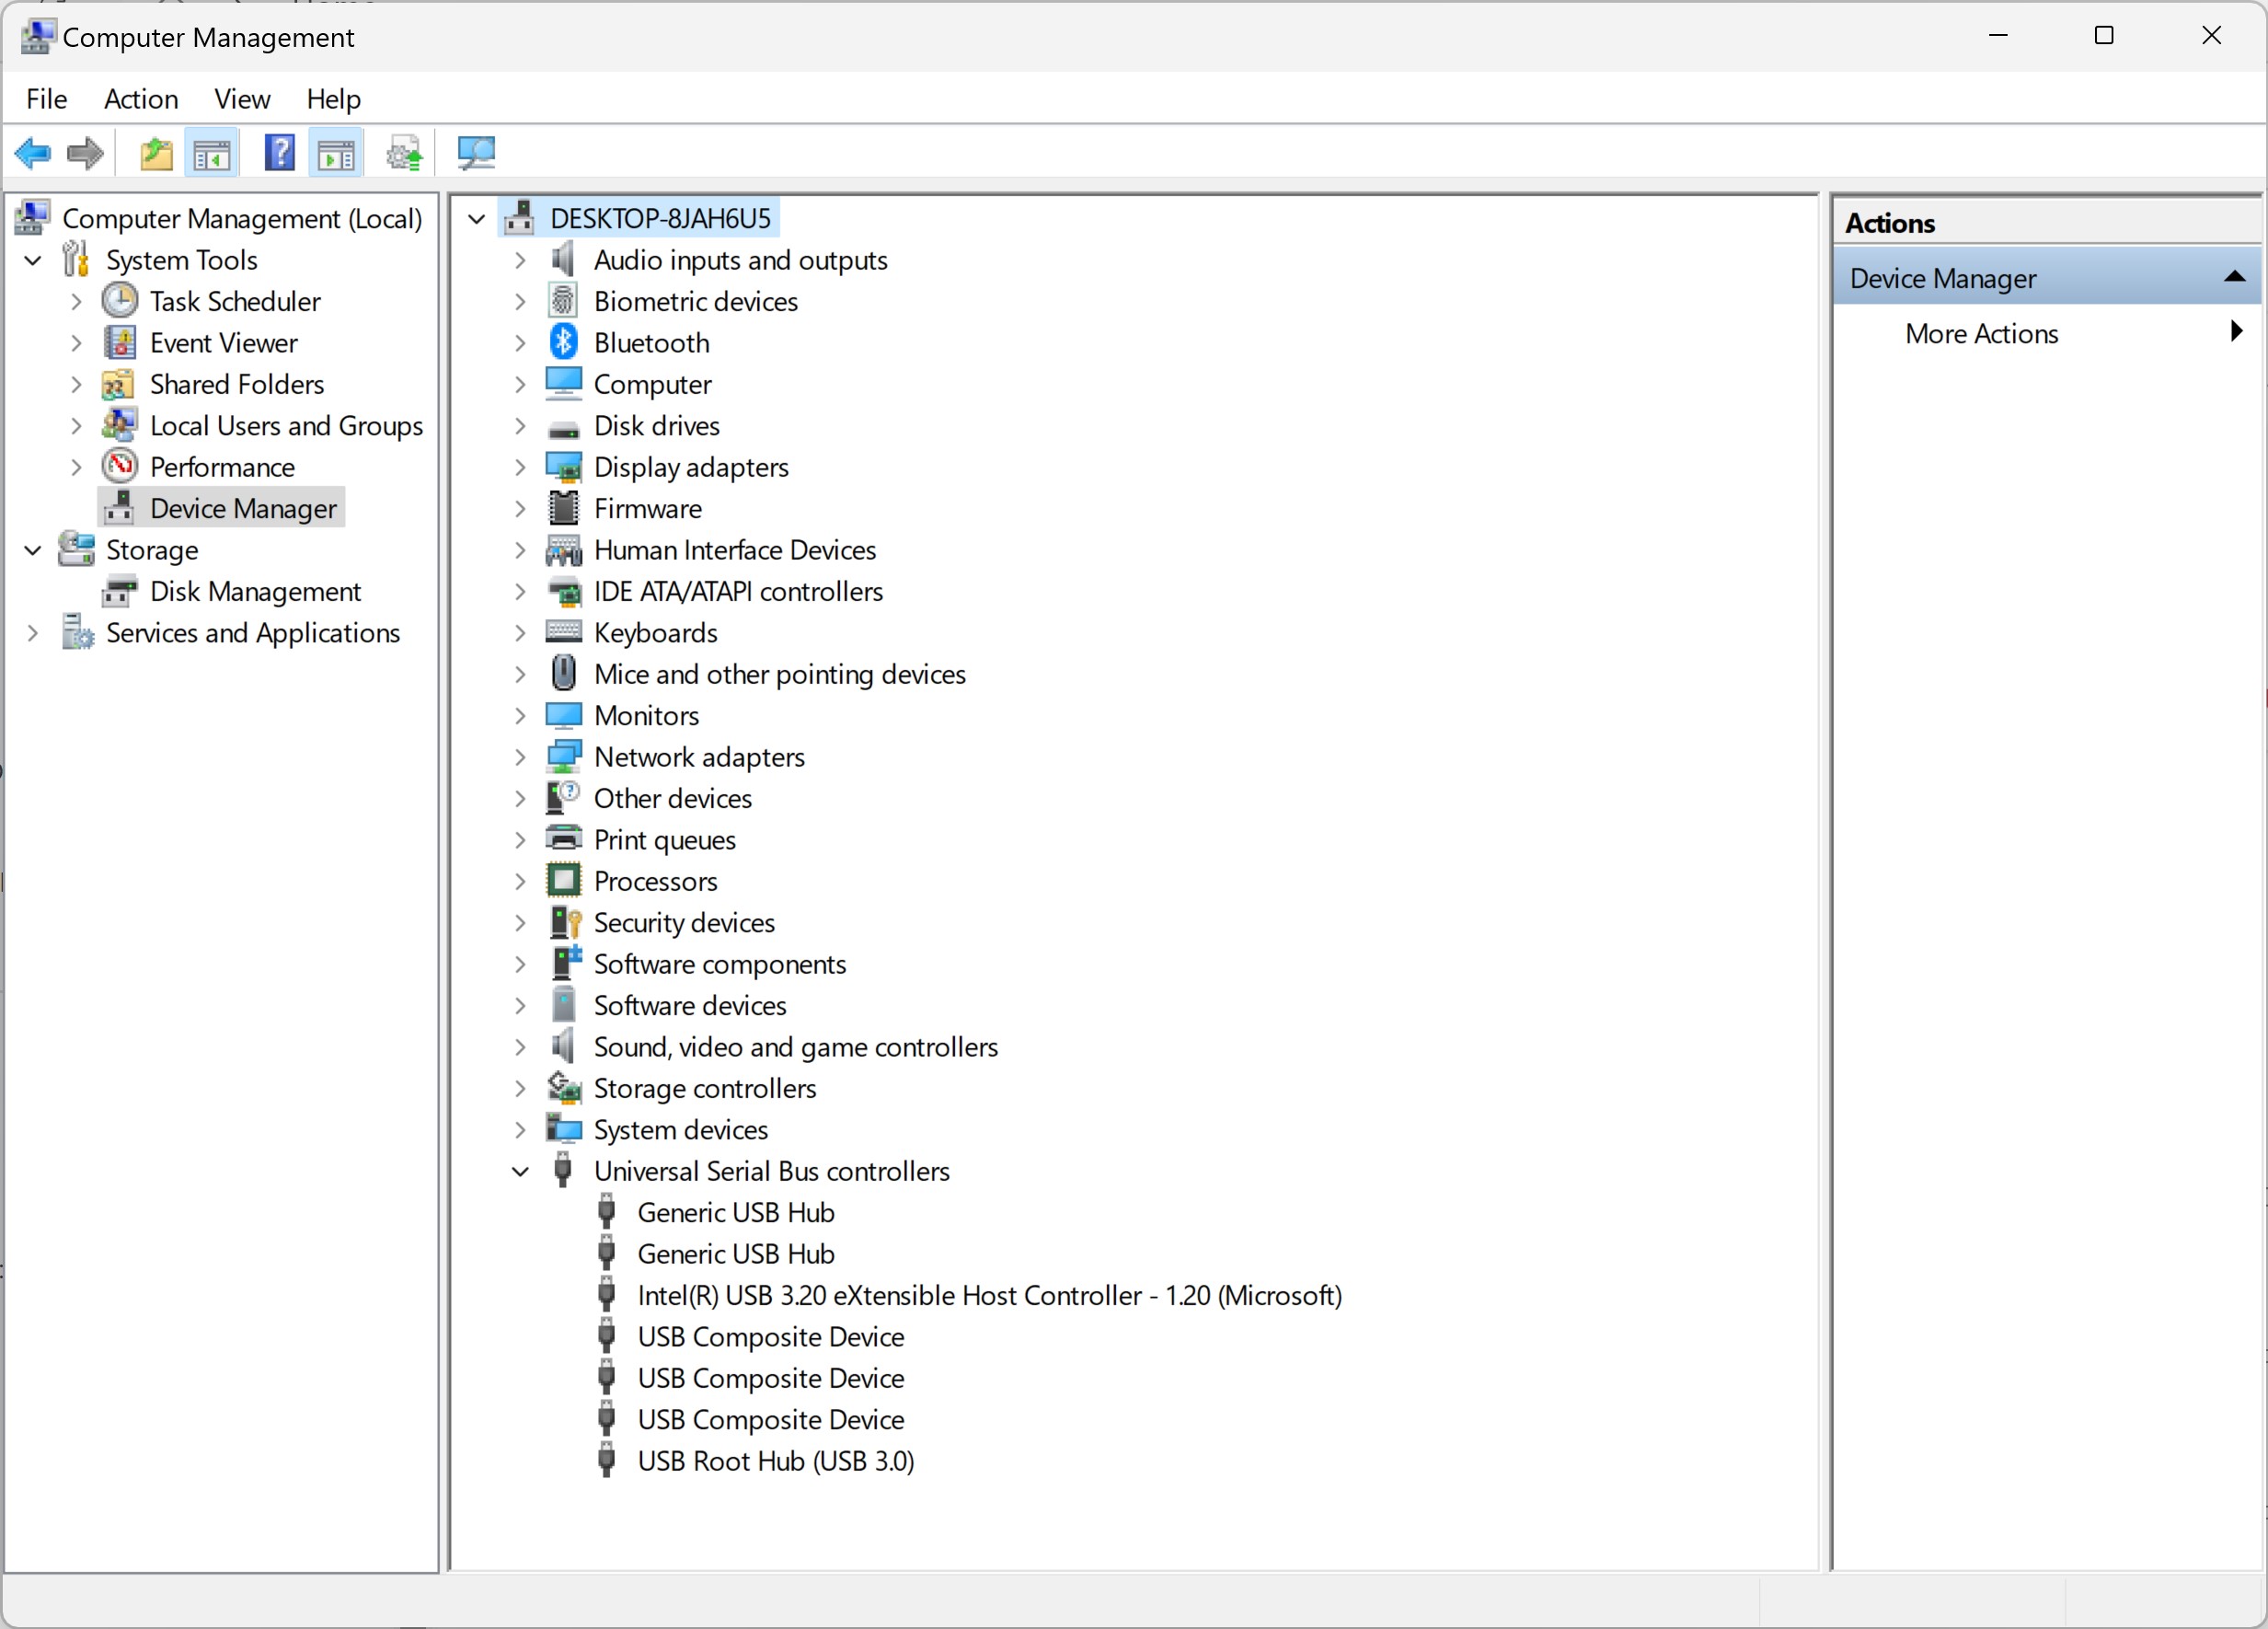 Computer Management
File Action View Help
Computer Management (Local)
System Tools
Task Scheduler
Event Viewer
Shared Folders
Local Users and Groups
Performance
Device Manager
Storage
Disk Management
Services and Applications
DESKTOP-8JAH6U5
Audio inputs and outputs
Biometric devices
Bluetooth
Computer
Disk drives
Display adapters
Firmware
Human Interface Devices
IDE ATA/ATAPI controllers
Keyboards
Mice and other pointing devices
Monitors
Network adapters
Other devices
Print queues
Processors
Security devices
Software components
Software devices
Sound, video and game controllers
Storage controllers
System devices
Universal Serial Bus controllers
Generic USB Hub
Generic USB Hub
Intel(R) USB 3.20 eXtensible Host Controller - 1.20 (Microsoft)
USB Composite Device
USB Composite Device
USB Composite Device
USB Root Hub (USB 3.0)
Actions
Device Manager
More Actions